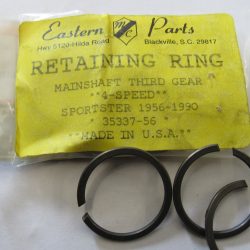 Eastern MC Parts
Hwy 5120-Hilda Road Blackville, S.C. 29817
RETAINING RING
MAINSHAFT THIRD GEAR
**4-SPEED**
SPORTSTER 1956-1990
* 35337-56 *
**MADE IN U.S.A.**